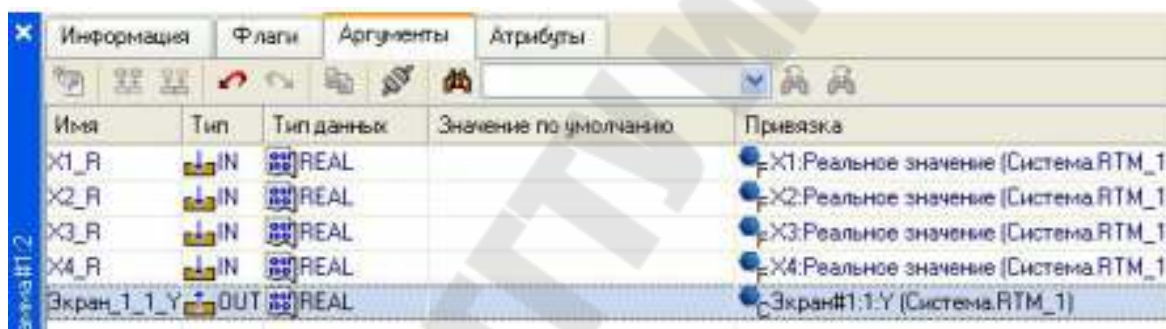 Информация Флаги Аргументы Атрибуты
Имя Тип Тип данных Значение по умолчанию Привязка
X1_R IN REAL X1:Реальное значение (Система.RTM_1
X2_R IN REAL X2:Реальное значение (Система.RTM_1
X3_R IN REAL X3:Реальное значение (Система.RTM_1
X4_R IN REAL X4:Реальное значение (Система.RTM_1
Экран_1_1_Y OUT REAL Экран#1:1:Y (Система.RTM_1)